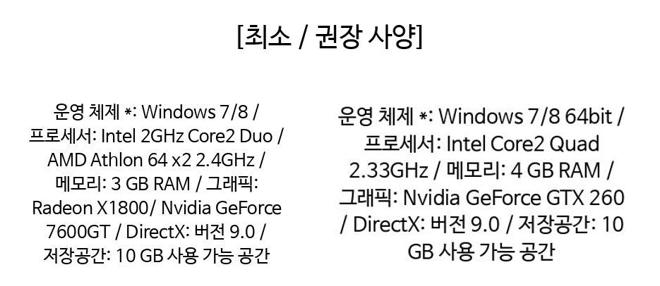 [최소 / 권장 사양]
운영 체제 *: Windows 7/8 /
프로세서: Intel 2GHz Core2 Duo /
AMD Athlon 64 x2 2.4GHz /
메모리: 3 GB RAM / 그래픽:
Radeon X1800/ Nvidia GeForce
7600GT / DirectX: 버전 9.0 /
저장공간: 10 GB 사용 가능 공간
운영 체제 *: Windows 7/8 64bit /
프로세서: Intel Core2 Quad
2.33GHz / 메모리: 4 GB RAM /
그래픽: Nvidia GeForce GTX 260
/ DirectX: 버전 9.0 / 저장공간: 10
GB 사용 가능 공간